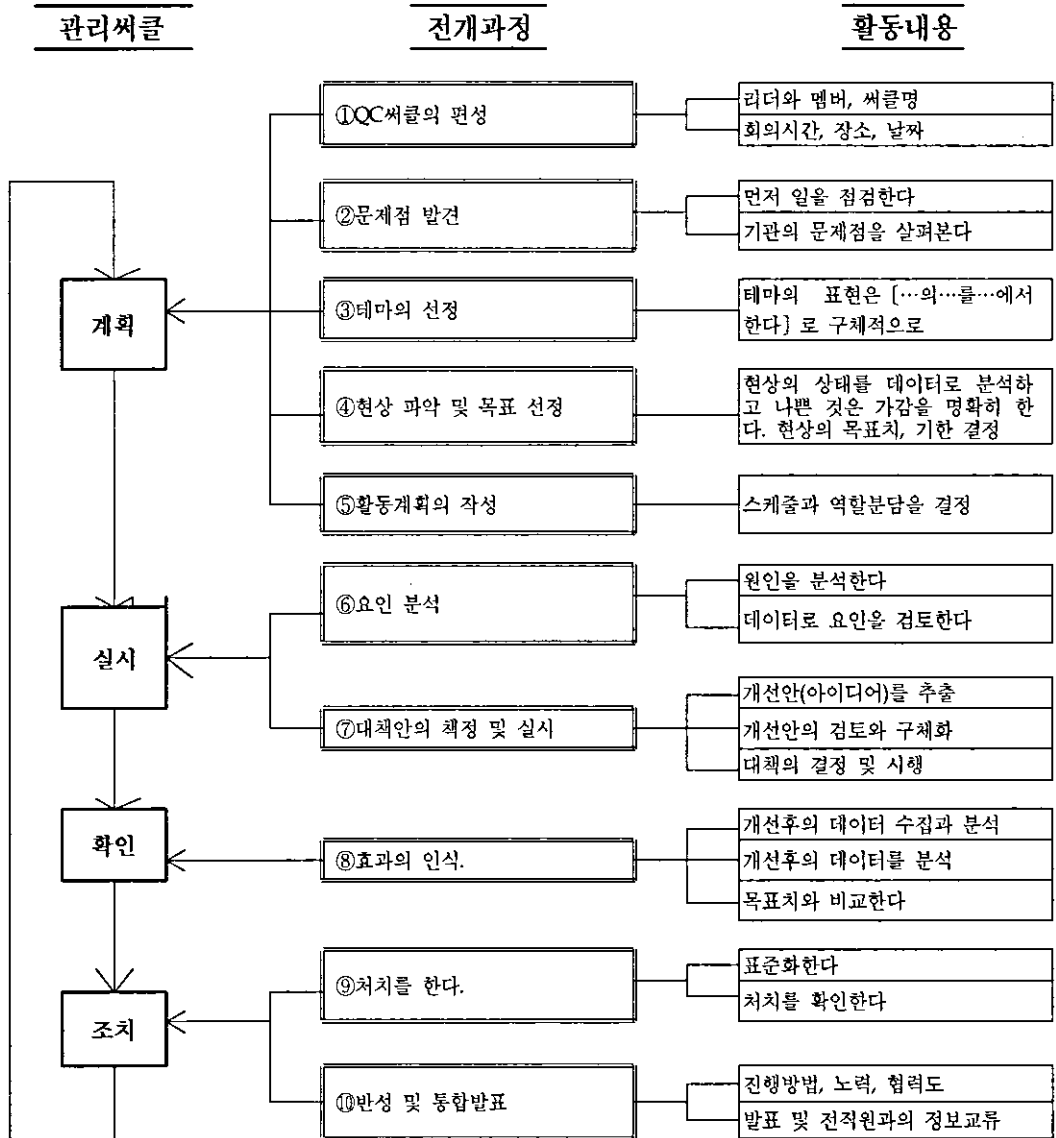 관리써클 전개과정 활동내용
①QC써클의 편성
리더와 멤버, 써클명
회의시간, 장소, 날짜
②문제점 발견
먼저 일을 점검한다
기관의 문제점을 살펴본다
계획
③테마의 선정
테마의 표현은 […의…를…에서
한다] 로 구체적으로
④현상 파악 및 목표 선정
현상의 상태를 데이터로 분석하
고 나쁜 것은 가감을 명확히 한
다. 현상의 목표치, 기한 결정
⑤활동계획의 작성
스케줄과 역할분담을 결정
실시
⑥요인 분석
원인을 분석한다
데이터로 요안을 검토한다
⑦대책안의 책정 및 실시
개선안(아이디어)를 추출
개선안의 검토와 구체화
대책의 결정 및 시행
확인
⑧효과의 인식.
개선후의 데이터 수집과 분석
개선후의 데이터를 분석
목표치와 비교한다
조치
⑨처치를 한다.
표준화한다
처치를 확인한다
⑩반성 및 통합발표
진행방법, 노력, 협력도
발표 및 전직원과의 정보교류